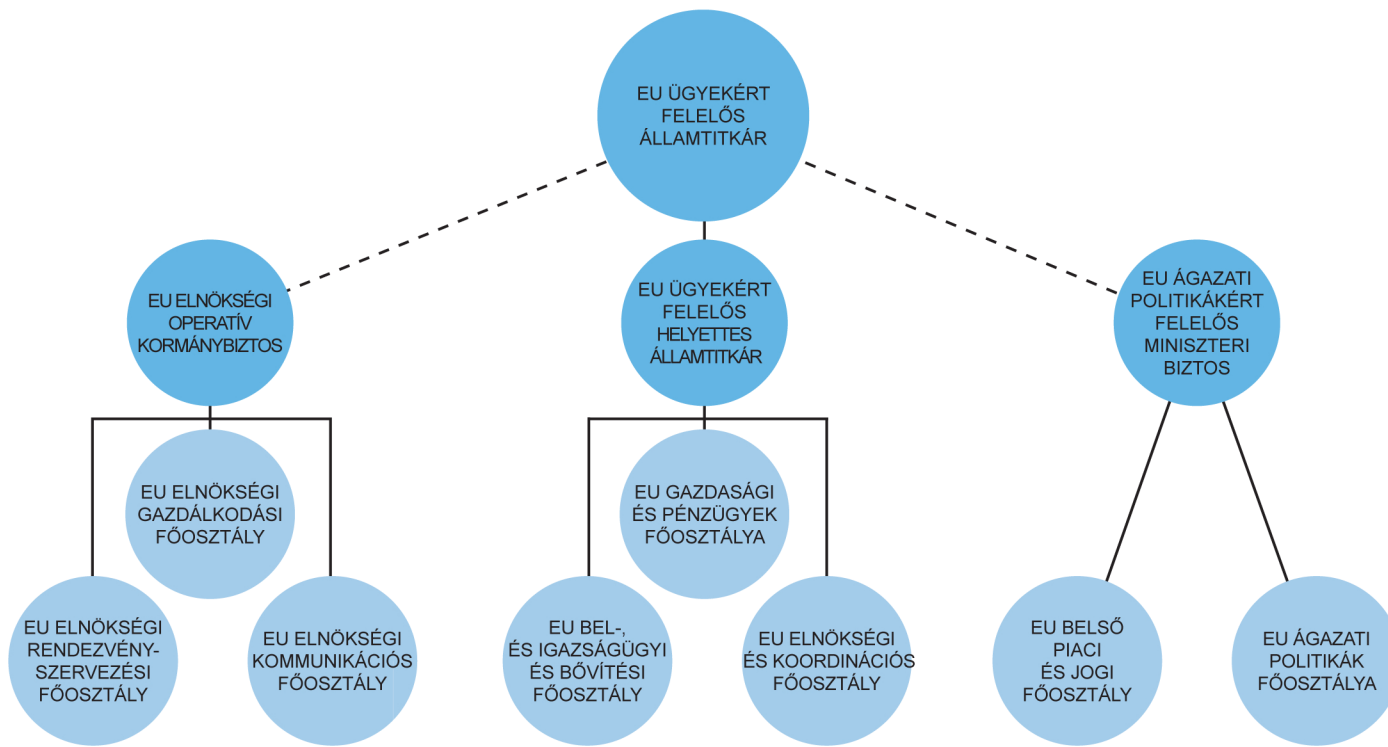 EU ÜGYEKÉRT
FELELŐS
ÁLLAMTITKÁR
EU ELNÖKSÉGI
OPERATÍV
KORMÁNYBIZTOS
EU ÜGYEKÉRT
FELELŐS
HELYETTES
ÁLLAMTITKÁR
EU ÁGAZATI
POLITIKÁKÉRT
FELELŐS
MINISZTERI
BIZTOS
EU ELNÖKSÉGI
GAZDÁLKODÁSI
FŐOSZTÁLY
EU GAZDASÁGI
ÉS PÉNZÜGYEK
FŐOSZTÁLYA
EU ELNÖKSÉGI
RENDEZVÉNY-
SZERVEZÉSI
FŐOSZTÁLY
EU ELNÖKSÉGI
KOMMUNIKÁCIÓS
FŐOSZTÁLY
EU BEL-,
ÉS IGAZSÁGÜGYI
ÉS BŐVÍTÉSI
FŐOSZTÁLY
EU ELNÖKSÉGI
ÉS KOORDINÁCIÓS
FŐOSZTÁLY
EU BELSŐ
PIACI
ÉS JOGI
FŐOSZTÁLY
EU ÁGAZATI
POLITIKÁK
FŐOSZTÁLYA